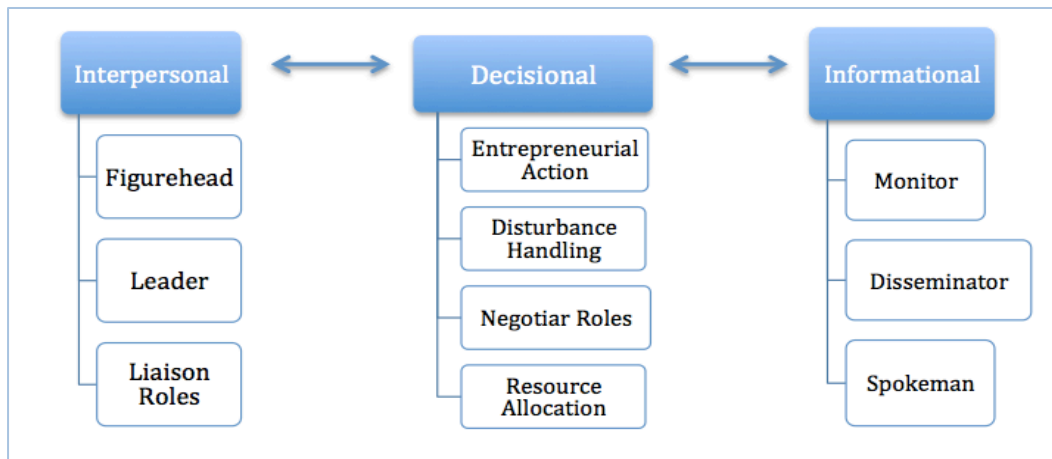 Interpersonal
Figurehead
Leader
Liaison
Roles
Decisional
Entrepreneurial
Action
Disturbance
Handling
Negotiar Roles
Resource
Allocation
Informational
Monitor
Disseminator
Spokeman